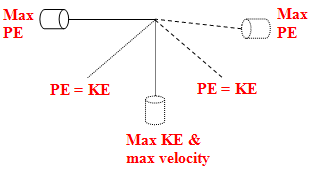 Max
PE
Max
PE
PE = KE
PE = KE
Max KE &
max velocity